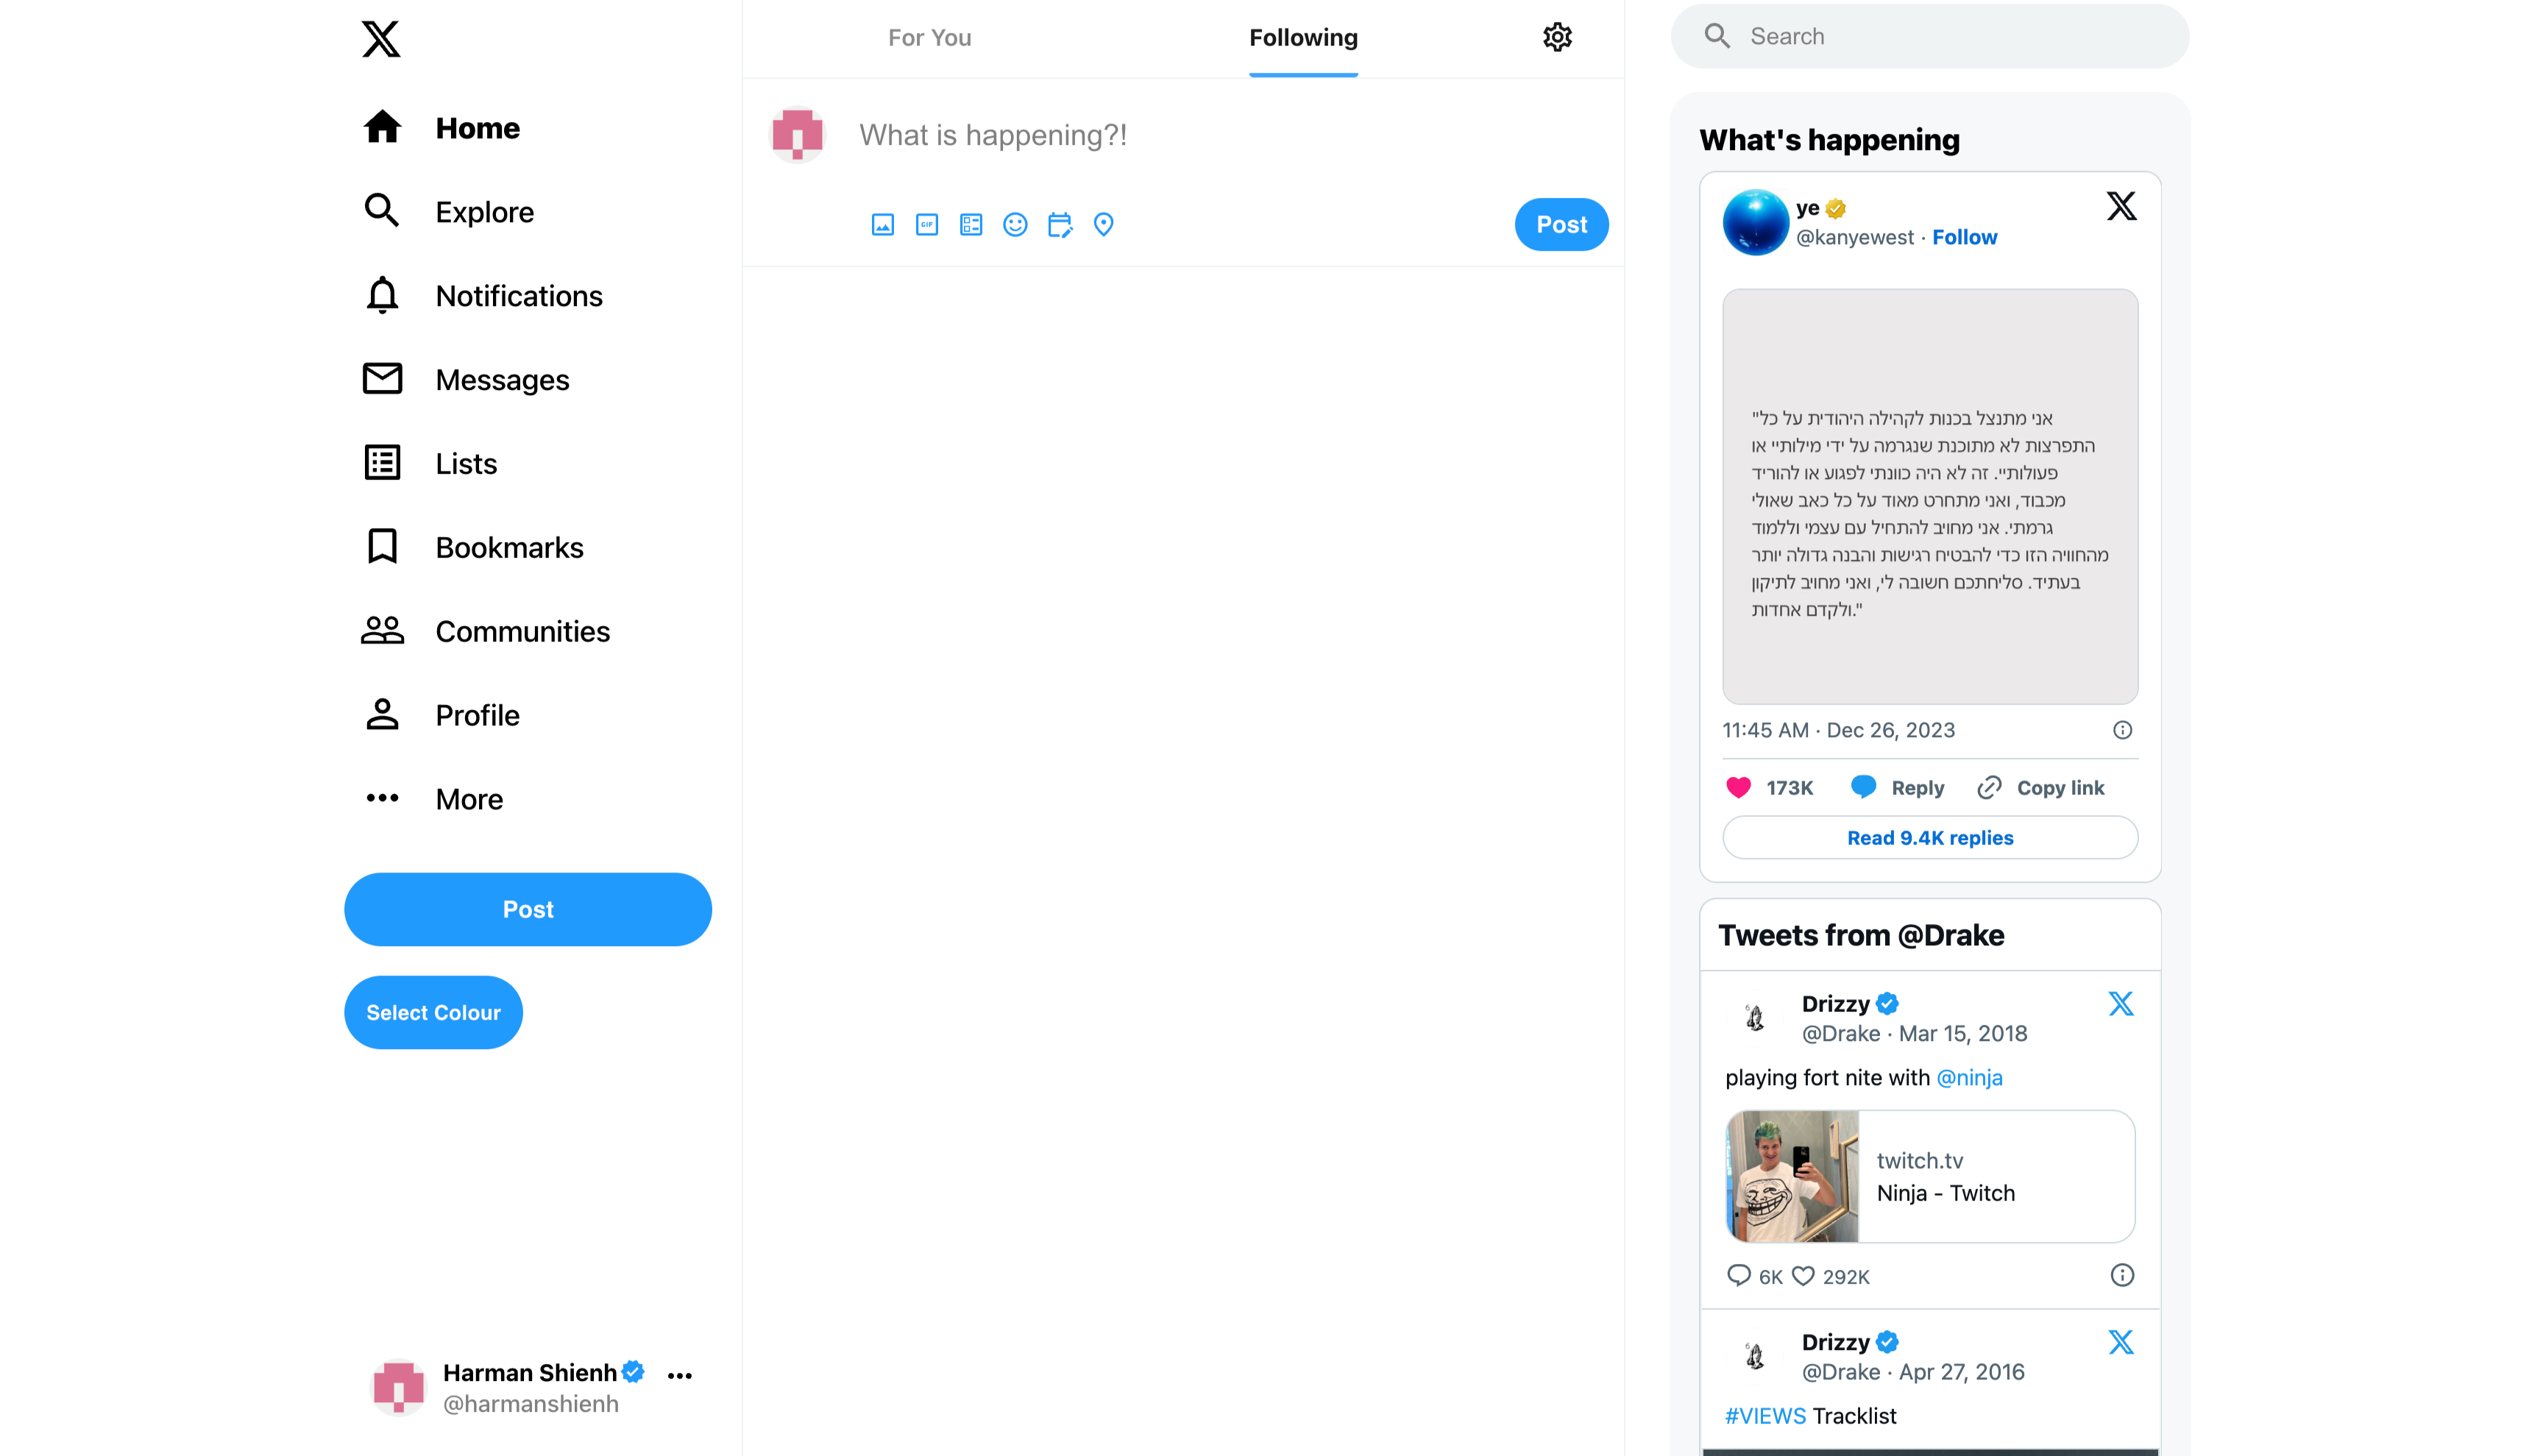 Home
Explore
Notifications
Messages
Lists
Bookmarks
Communities
Profile
More
Post
Select Colour
Harman Shienh
@harmanshienh
For You
Following
What is happening?!
GIF
Post
Search
What's happening
ye
@kanyewest · Follow
"אני מתנצל בכנות לקהילה היהודית על כל
התפרצות לא מתוכננת שנגרמה על ידי מילותיי או
פעולותיי. זה לא היה כוונתי לפגוע או להוריד
מכבוד, ואני מתחרט מאוד על כל כאב שאולי
גרמתי. אני מחויב להתחיל עם עצמי וללמוד
מהחוויה הזו כדי להבטיח רגישות והבנה גדולה יותר
בעתיד. סליחתכם חשובה לי, ואני מחויב לתיקון
ולקדם אחדות."
11:45 AM · Dec 26, 2023
173K Reply Copy link
Read 9.4K replies
Tweets from @Drake
Drizzy
@Drake · Mar 15, 2018
playing fort nite with @ninja
twitch.tv
Ninja - Twitch
6K 292K
Drizzy
@Drake · Apr 27, 2016
#VIEWS Tracklist